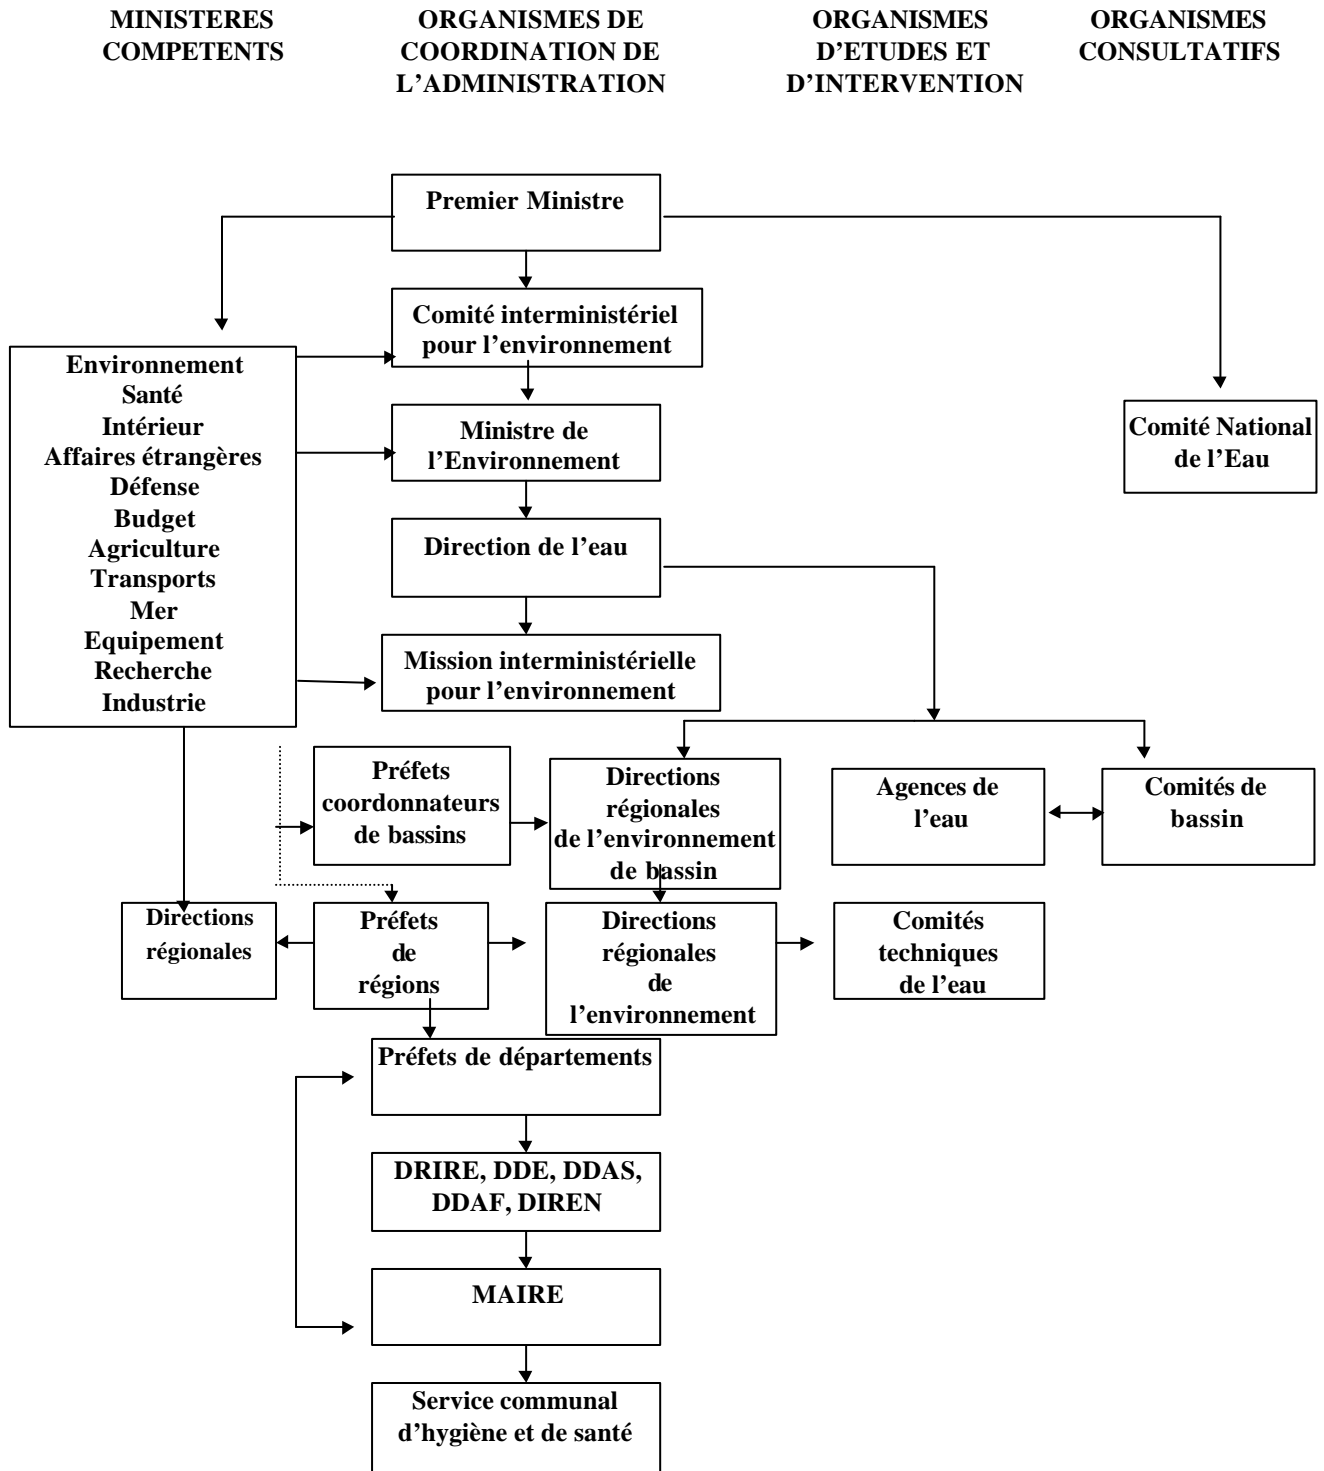 MINISTERES
COMPETENTS
ORGANISMES DE
COORDINATION DE
L’ADMINISTRATION
ORGANISMES
D’ETUDES ET
D’INTERVENTION
ORGANISMES
CONSULTATIFS
Premier Ministre
Comité interministériel
pour l’environnement
Environnement
Santé
Intérieur
Affaires étrangères
Défense
Budget
Agriculture
Transports
Mer
Equipement
Recherche
Industrie
Ministre de
l’Environnement
Comité National
de l’Eau
Direction de l’eau
Mission interministérielle
pour l’environnement
Préfets
coordonnateurs
de bassins
Directions
régionales
de l’environnement
de bassin
Agences de
l’eau
Comités de
bassin
Directions
régionales
Préfets
de
régions
Directions
régionales
de
l’environnement
Comités
techniques
de l’eau
Préfets de départements
DRIRE, DDE, DDAS,
DDAF, DIREN
MAIRE
Service communal
d’hygiène et de santé